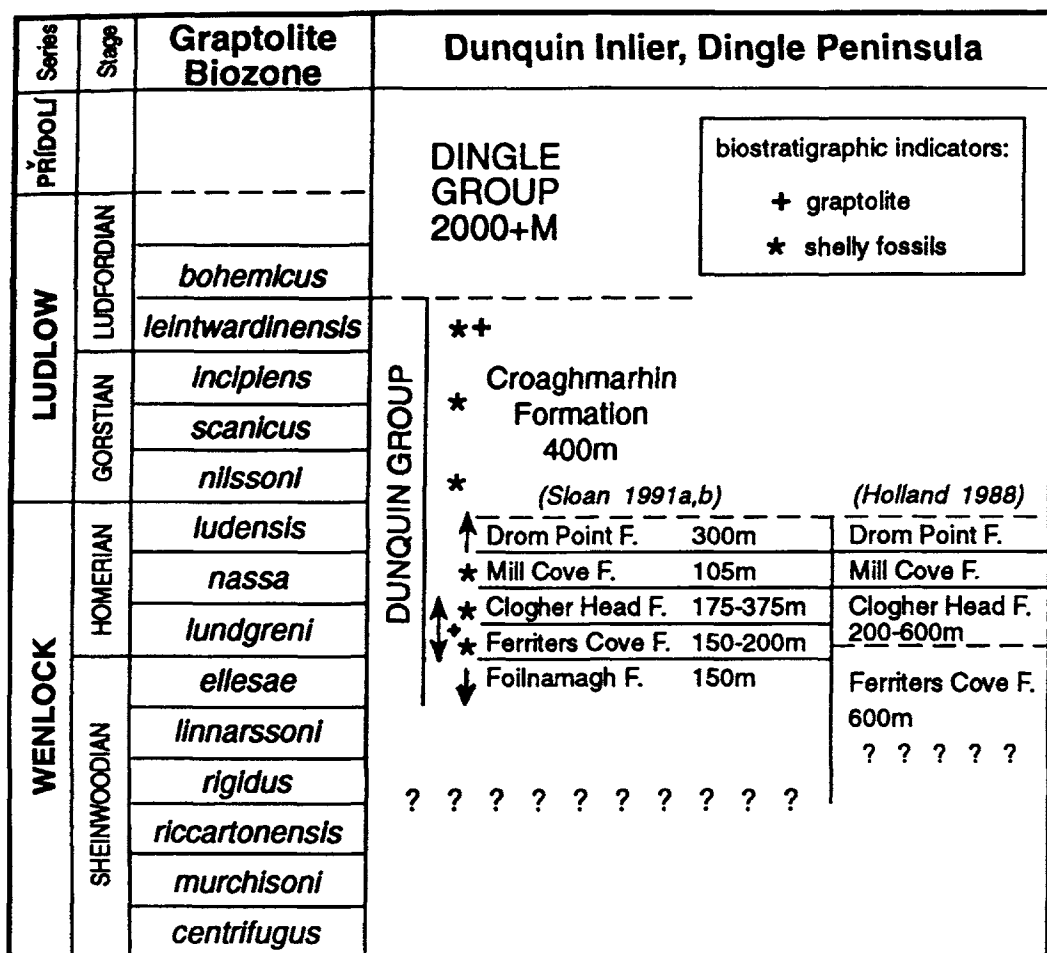 Series
Stage
Graptolite
Biozone
Dunquin Inlier, Dingle Peninsula
PŘÍDOLÍ
LUDLOW
WENLOCK
LUDFORDIAN
GORSTIAN
HOMERIAN
SHEINWOODIAN
bohemicus
leintwardinensis
incipiens
scanicus
nilssoni
ludensis
nassa
lundgreni
ellesae
linnarssoni
rigidus
riccartonensis
murchisoni
centrifugus
DINGLE
GROUP
2000+M
biostratigraphic indicators:
+ graptolite
* shelly fossils
DUNQUIN GROUP
*+
*
*
*
*
+
*
Croaghmarhin
Formation
400m
(Sloan 1991a,b)
Drom Point F. 300m
Mill Cove F. 105m
Clogher Head F. 175-375m
Ferriters Cove F. 150-200m
Foilnamagh F. 150m
? ? ? ? ? ? ? ? ? ?
(Holland 1988)
Drom Point F.
Mill Cove F.
Clogher Head F.
200-600m
Ferriters Cove F.
600m
? ? ? ? ?